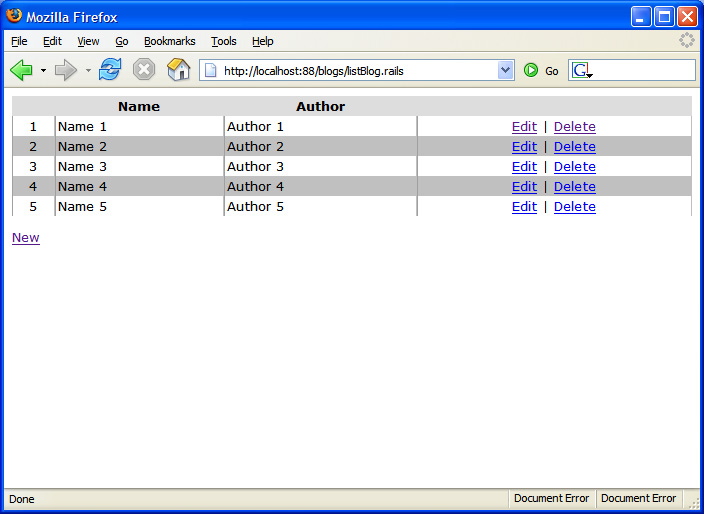 Mozilla Firefox
File Edit View Go Bookmarks Tools Help
http://localhost:88/blogs/listBlog.rails Go G
Name Author
1 Name 1 Author 1 Edit | Delete
2 Name 2 Author 2 Edit | Delete
3 Name 3 Author 3 Edit | Delete
4 Name 4 Author 4 Edit | Delete
5 Name 5 Author 5 Edit | Delete
New
Done Document Error Document Error